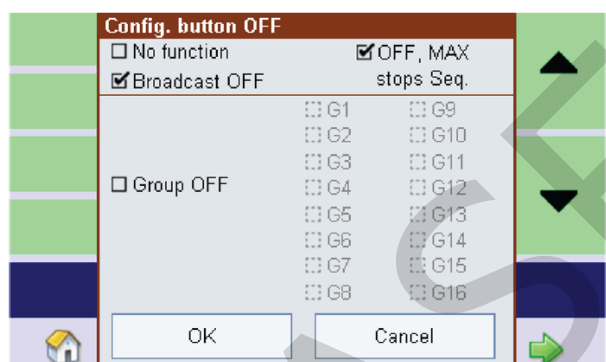 Config. button OFF
No function
OFF, MAX
stops Seq.
Broadcast OFF
Group OFF
G1 G9
G2 G10
G3 G11
G4 G12
G5 G13
G6 G14
G7 G15
G8 G16
OK Cancel